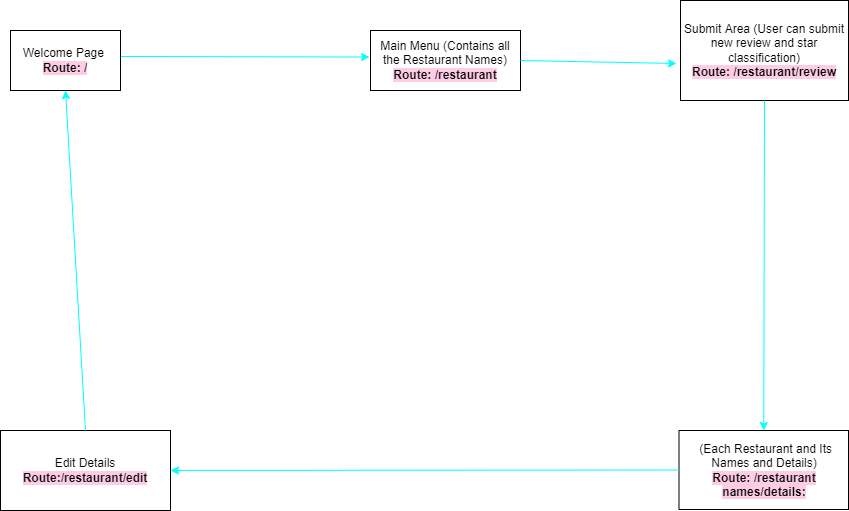 Welcome Page
Route: /
Main Menu (Contains all
the Restaurant Names)
Route: /restaurant
Submit Area (User can submit
new review and star
classification)
Route: /restaurant/review
Edit Details
Route:/restaurant/edit
(Each Restaurant and Its
Names and Details)
Route: /restaurant
names/details: